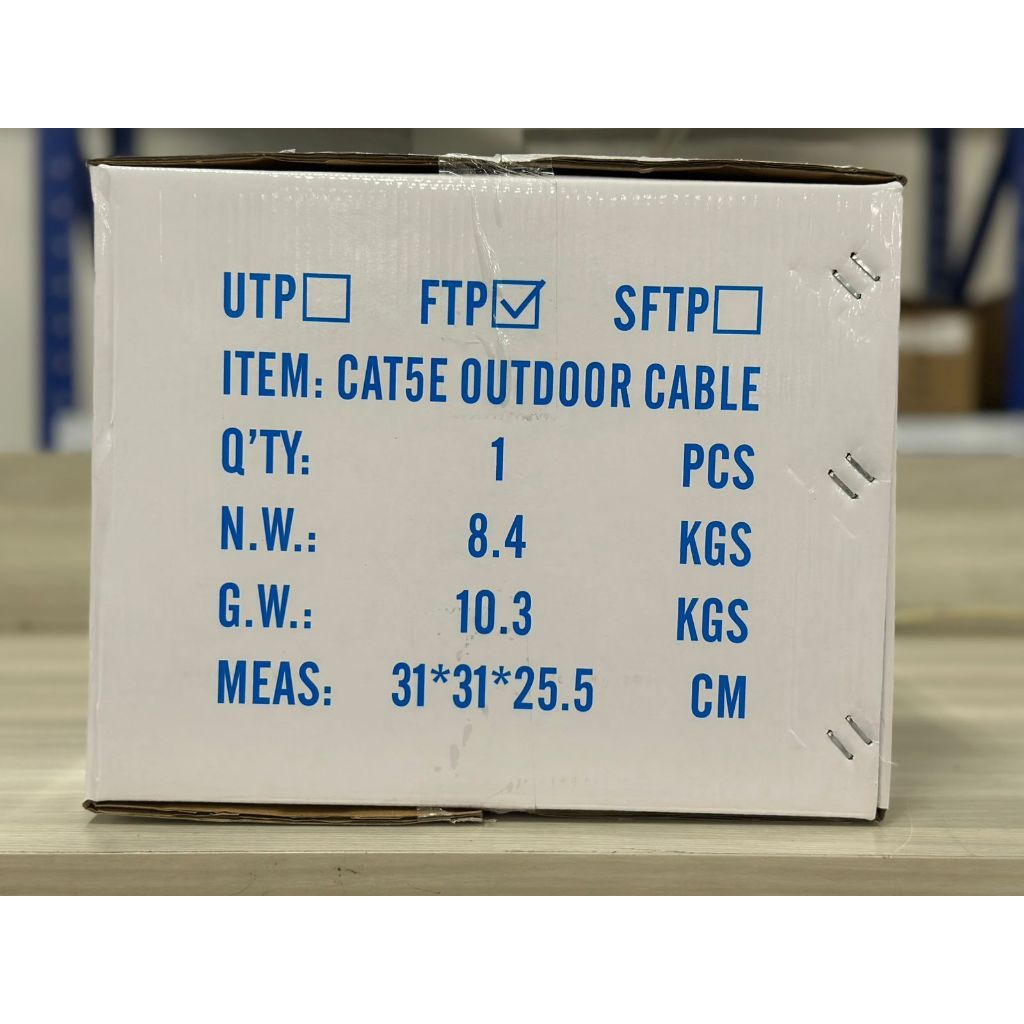 UTP☐ FTP☑ SFTP☐
ITEM: CAT5E OUTDOOR CABLE
Q'TY: 1 PCS
N.W.: 8.4 KGS
G.W.: 10.3 KGS
MEAS: 31*31*25.5 CM